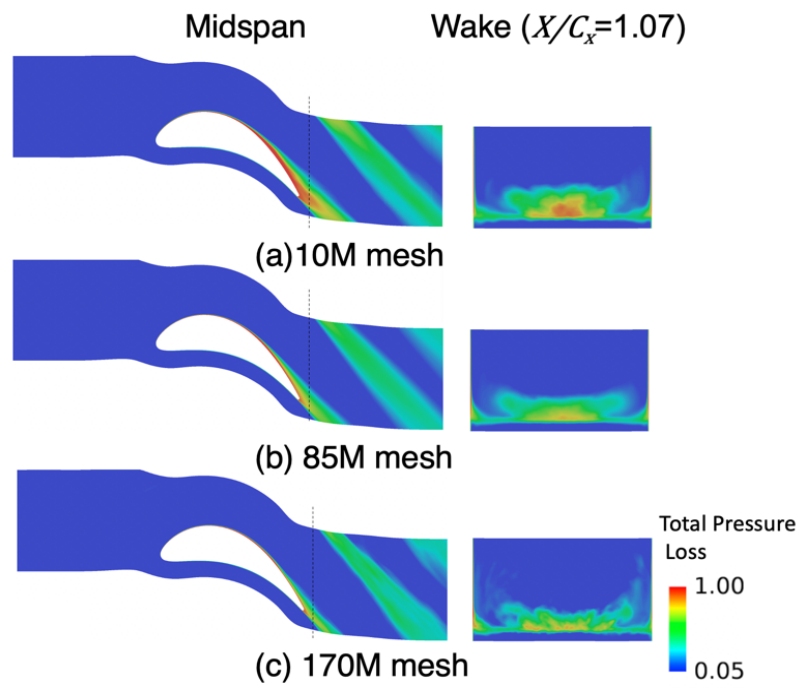 Midspan
Wake (X/Cₓ=1.07)
(a)10M mesh
(b) 85M mesh
Total Pressure
Loss
1.00
0.05
(c) 170M mesh